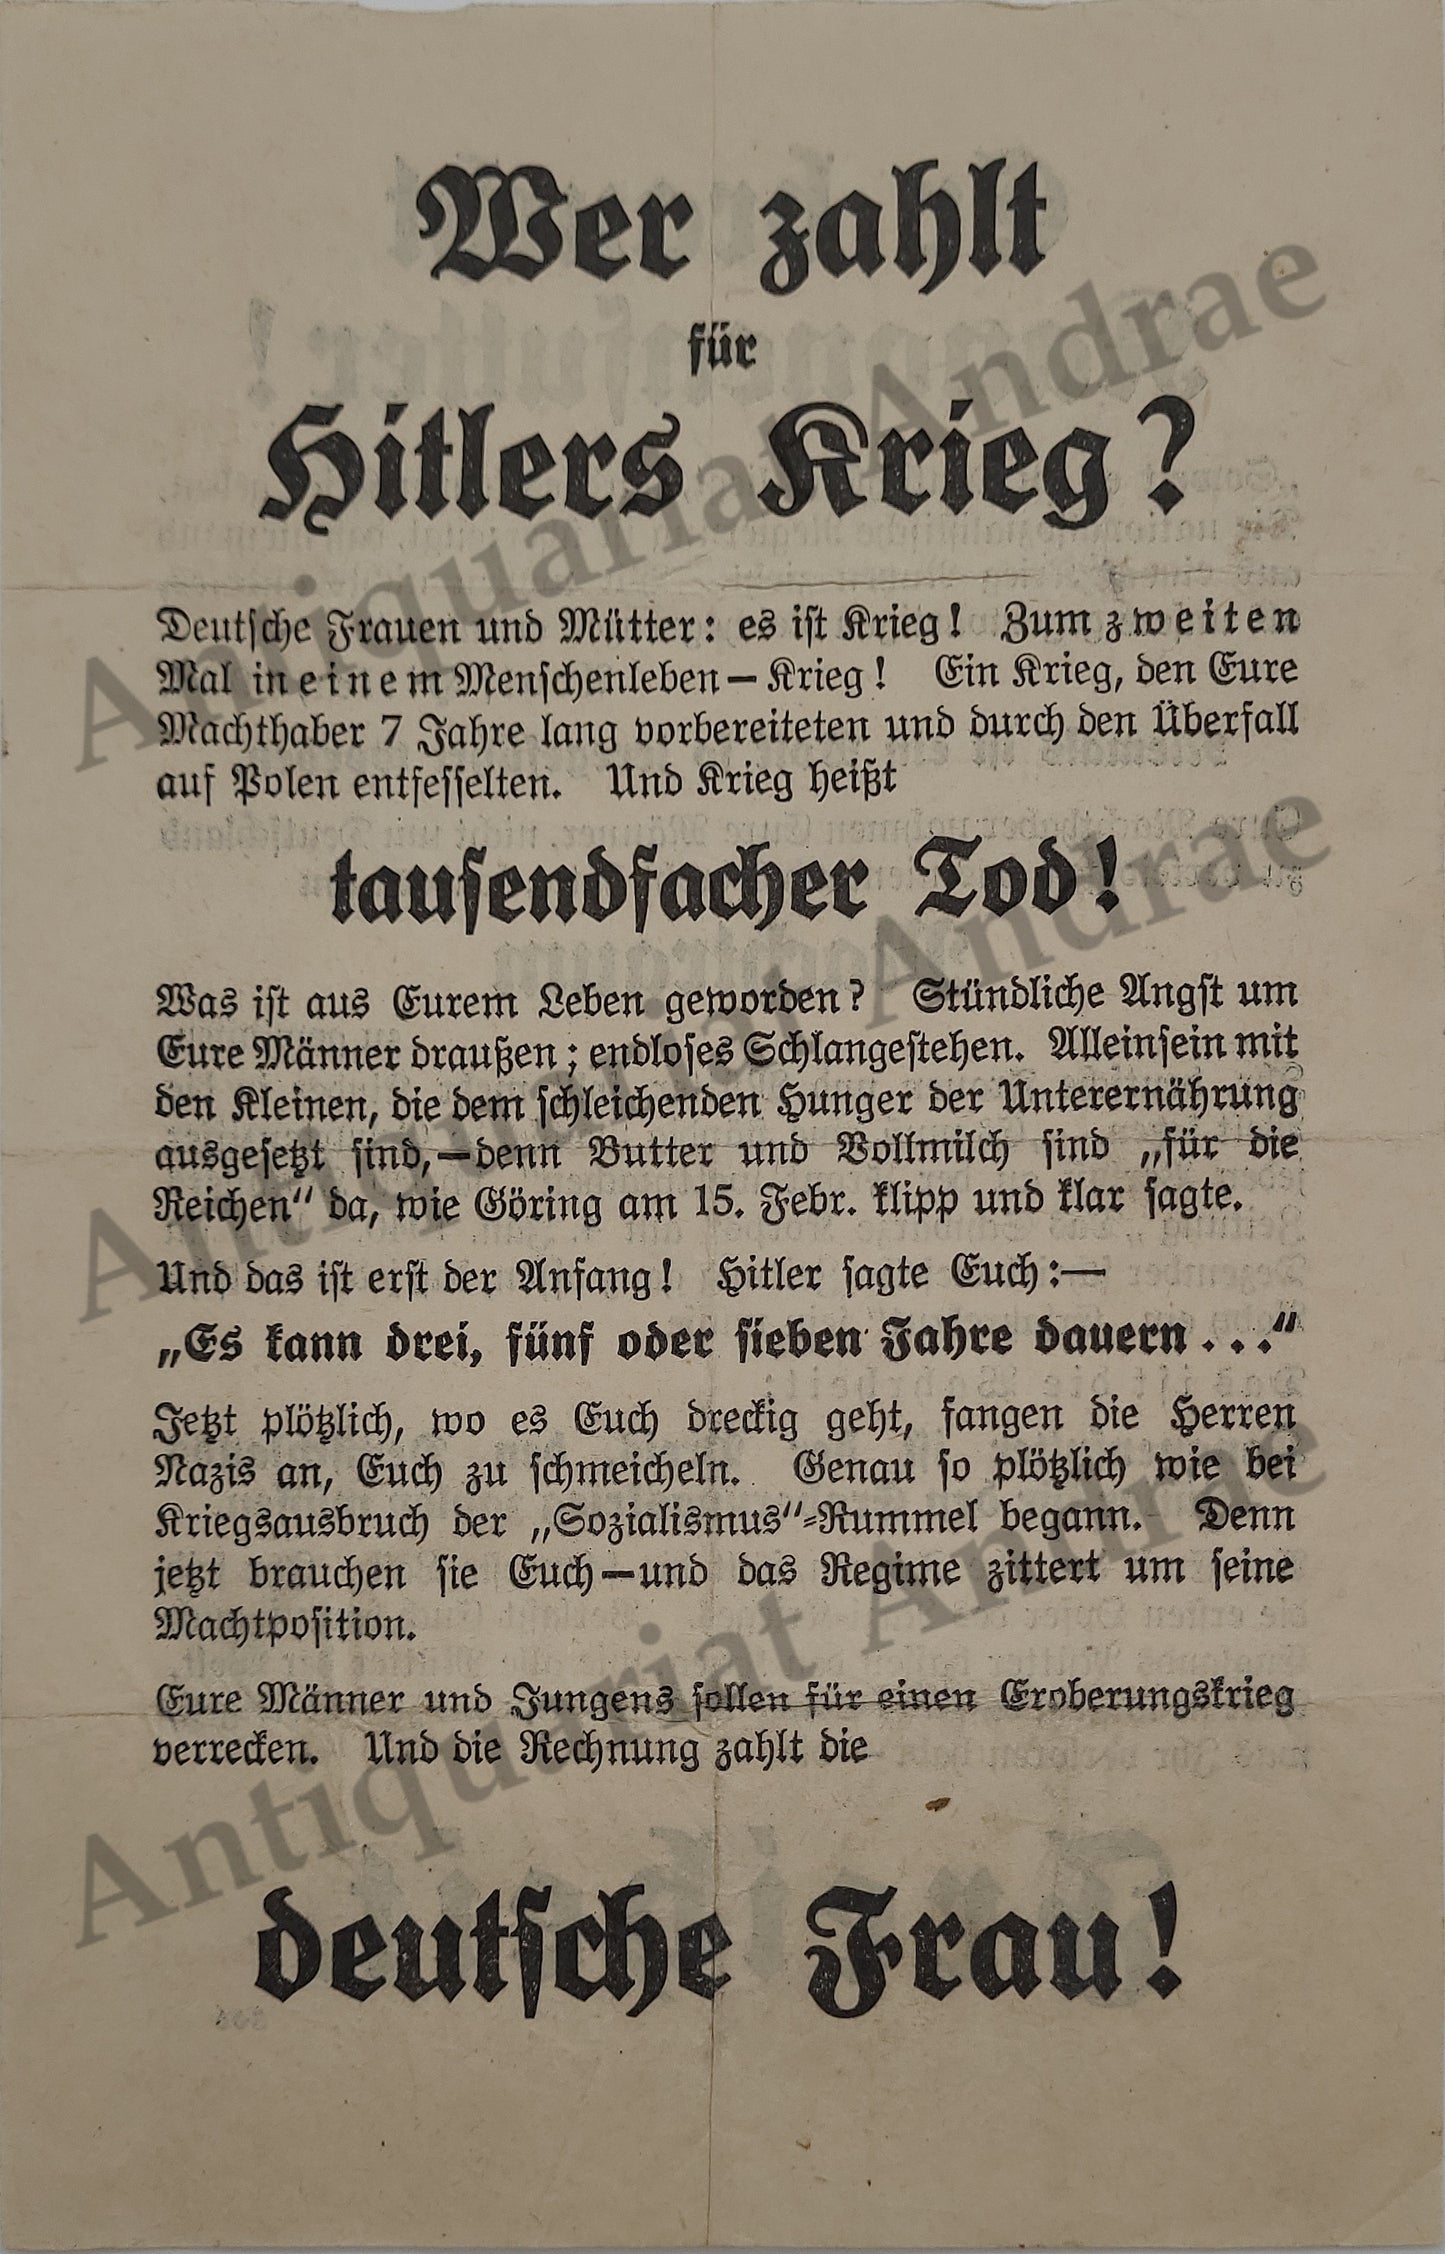 Wer zahlt
für
Hitlers Krieg?
Deutsche Frauen und Mütter: es ist Krieg! Zum zweiten
Mal in einem Menschenleben — Krieg! Ein Krieg, den Eure
Machthaber 7 Jahre lang vorbereiteten und durch den Überfall
auf Polen entfesselten. Und Krieg heißt
tausendfacher Tod!
Was ist aus Eurem Leben geworden? Stündliche Angst um
Eure Männer draußen; endloses Schlangestehen. Alleinsein mit
den Kleinen, die dem schleichenden Hunger der Unterernährung
ausgesetzt sind,—denn Butter und Vollmilch sind „für die
Reichen“ da, wie Göring am 15. Febr. klipp und klar sagte.
Und das ist erst der Anfang! Hitler sagte Euch:—
„Es kann drei, fünf oder sieben Jahre dauern . . .“
Jetzt plötzlich, wo es Euch dreckig geht, fangen die Herren
Nazis an, Euch zu schmeicheln. Genau so plötzlich wie bei
Kriegsausbruch der „Sozialismus“-Rummel begann. Denn
jetzt brauchen sie Euch—und das Regime zittert um seine
Machtposition.
Eure Männer und Jungens sollen für einen Eroberungskrieg
verrecken. Und die Rechnung zahlt die
deutsche Frau!
Antiquariat Andrae
Antiquariat Andrae
Antiquariat Andrae